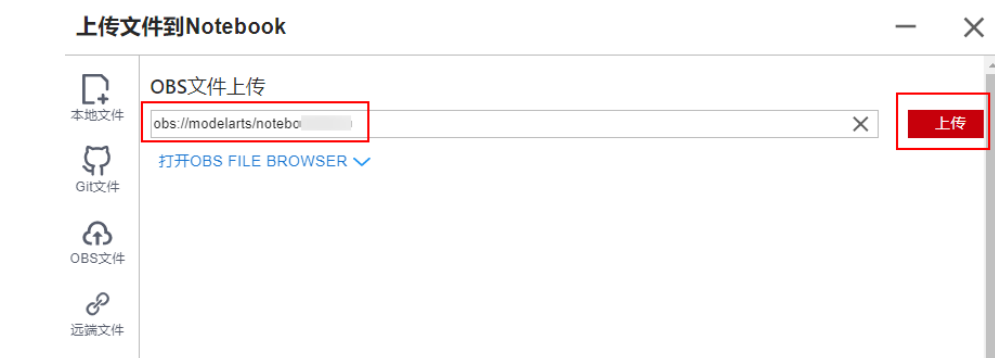 上传文件到Notebook
本地文件
Git文件
OBS文件
远端文件
OBS文件上传
obs://modelarts/notebo
上传
打开OBS FILE BROWSER